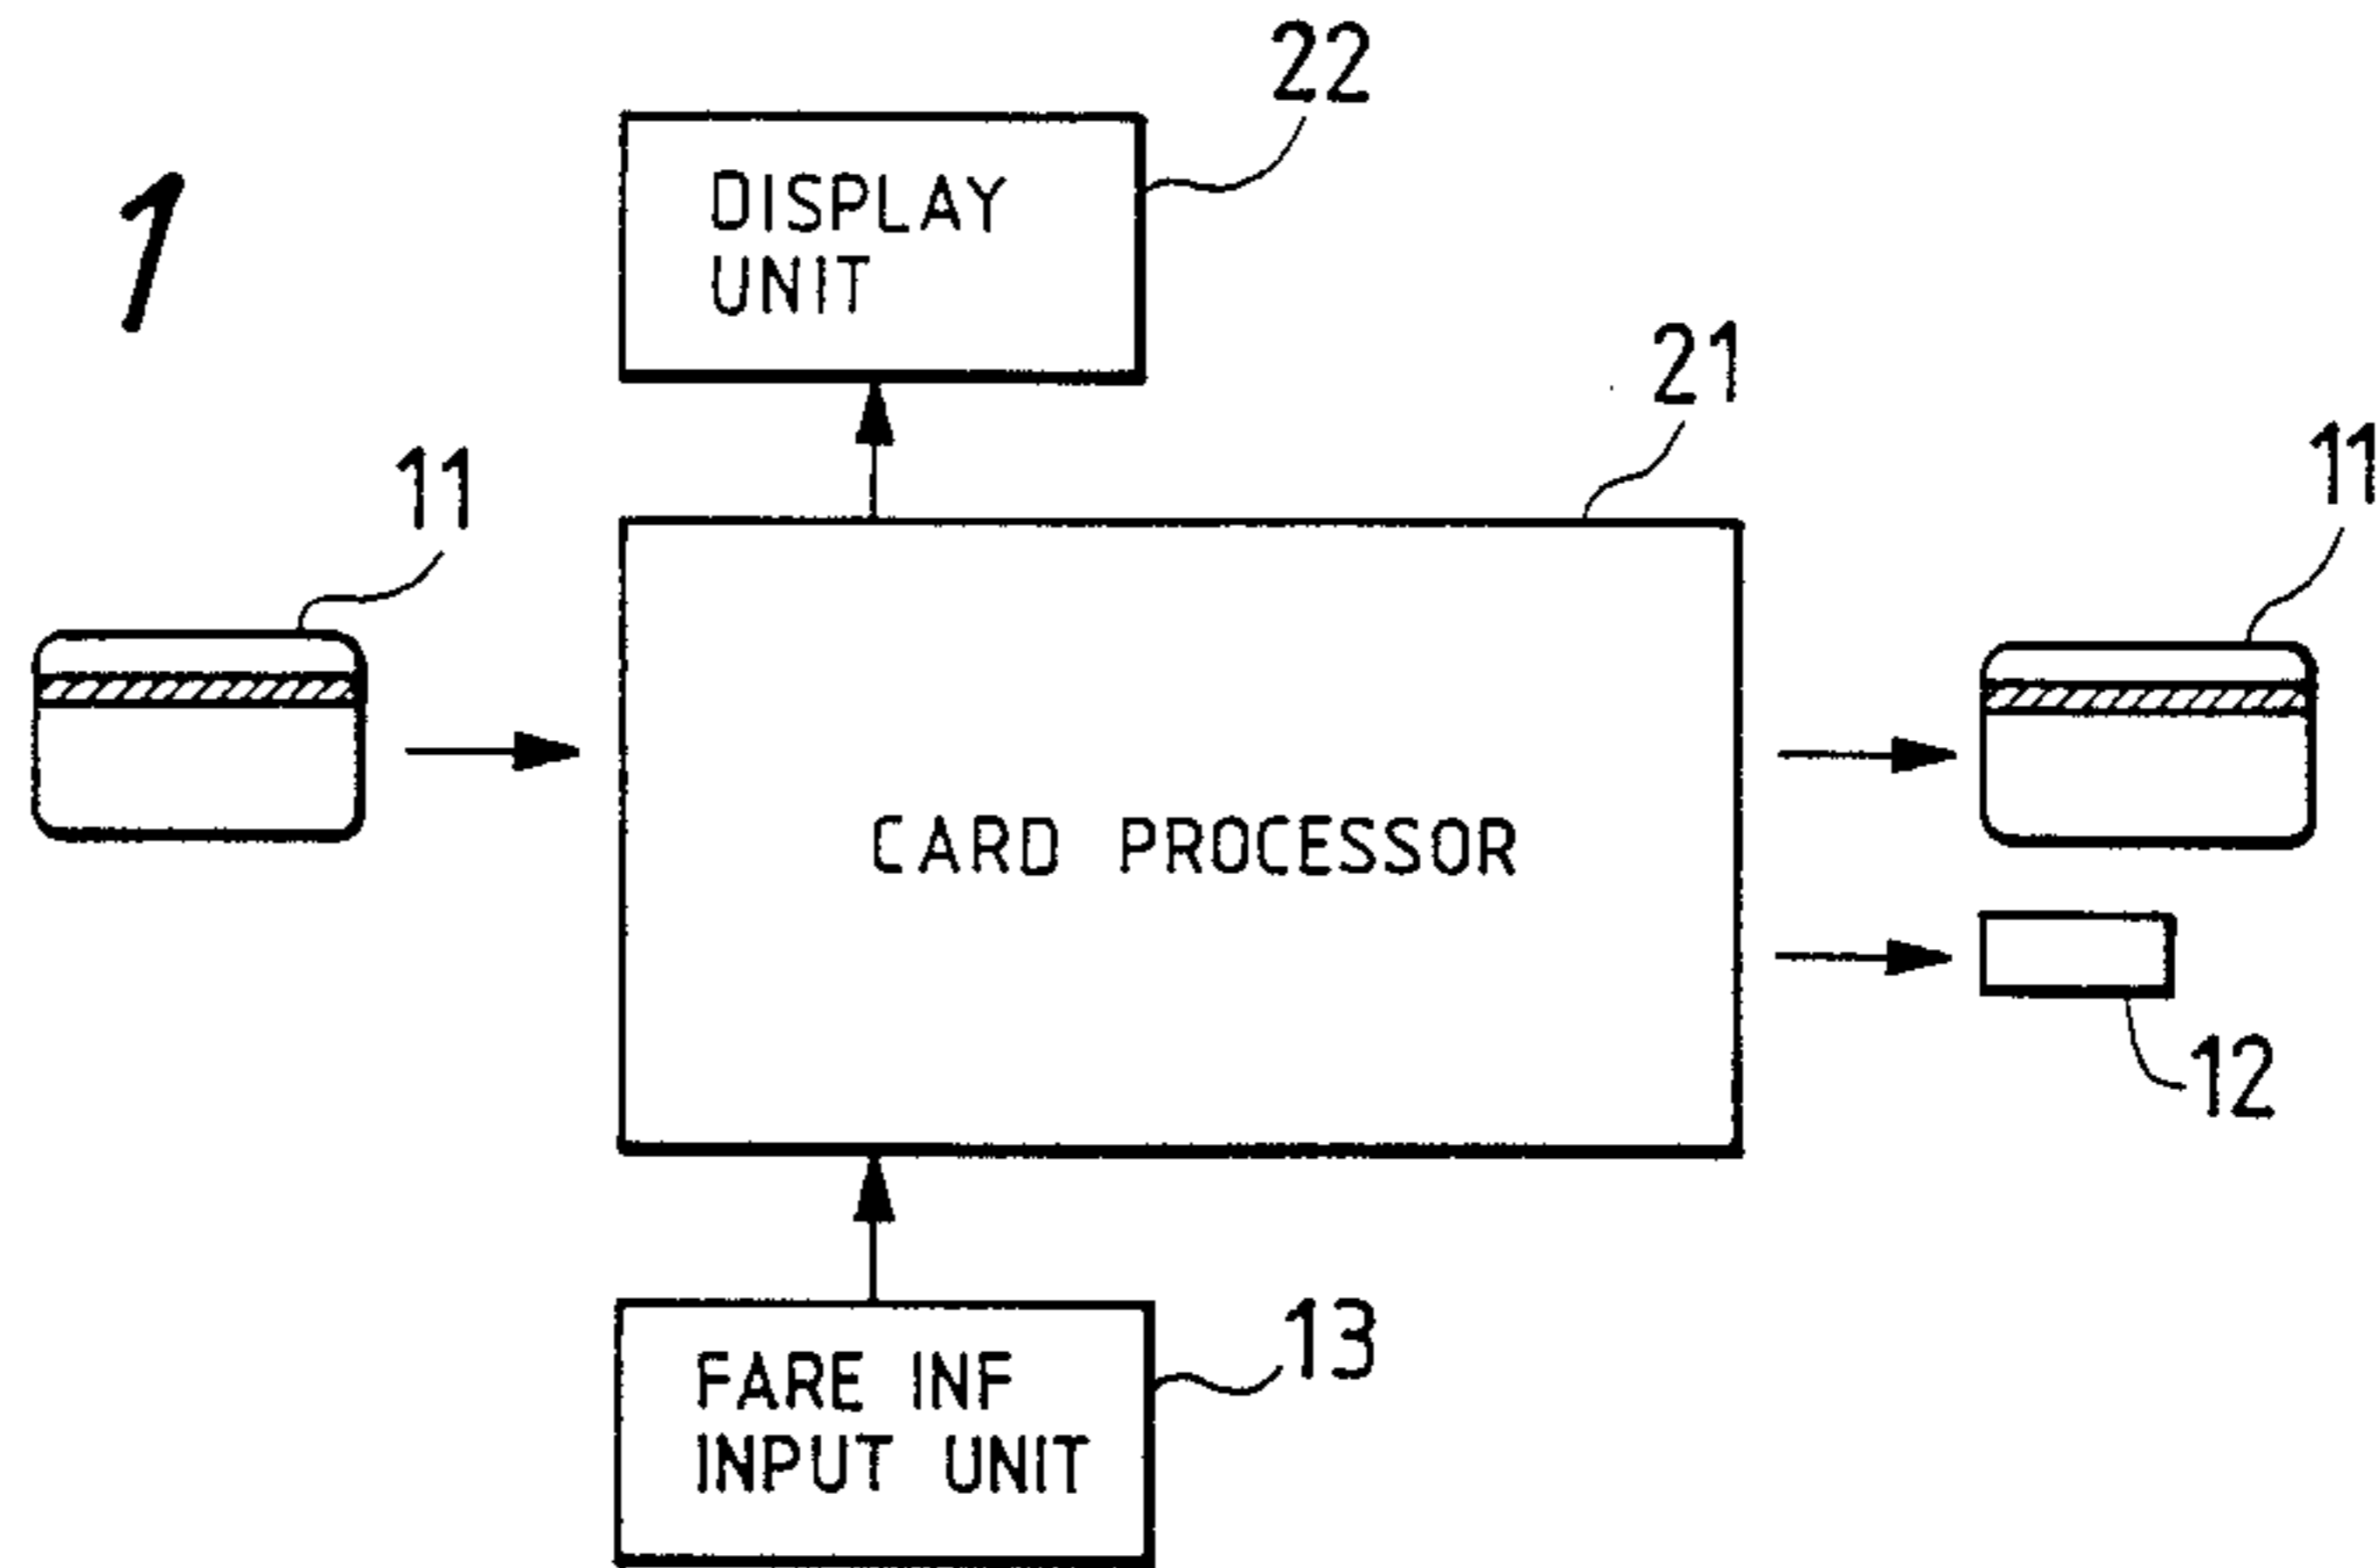 22
1
DISPLAY
UNIT
21
11
11
CARD PROCESSOR
12
13
FARE INF
INPUT UNIT